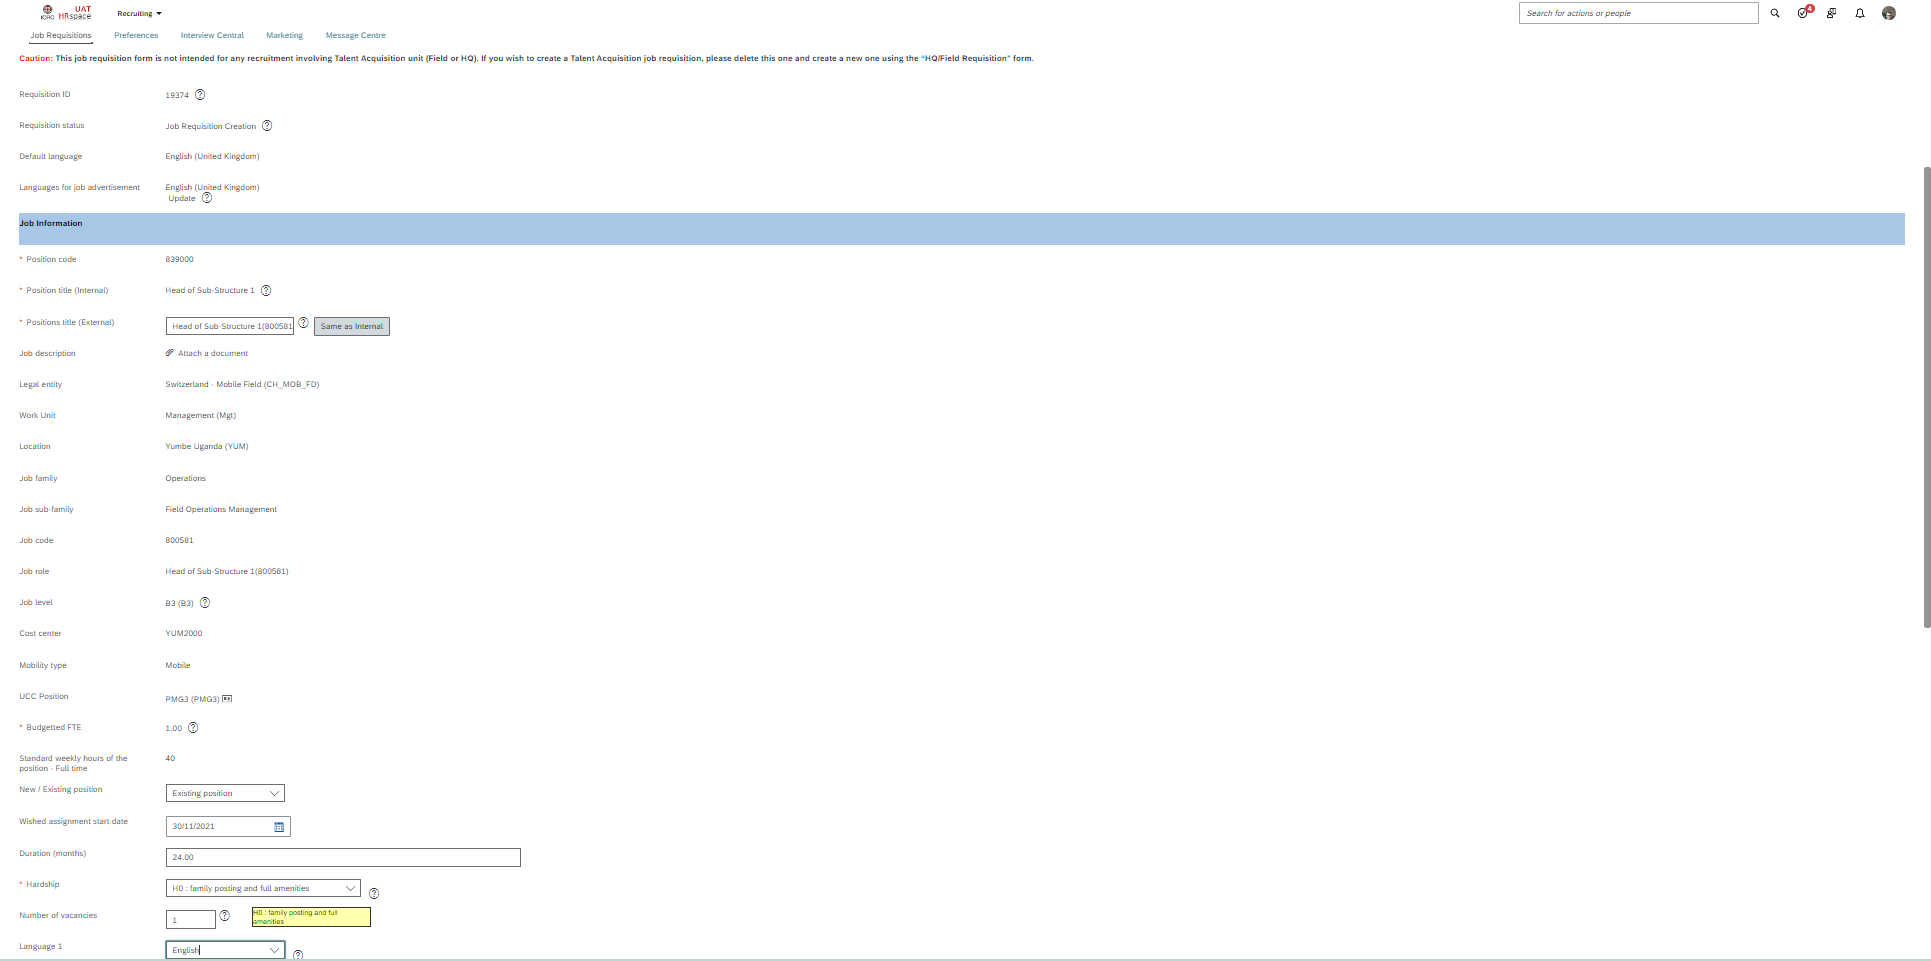 UAT
ICRC HRspace
Recruiting
Search for actions or people
4
Job Requisitions
Preferences
Interview Central
Marketing
Message Centre
Caution: This job requisition form is not intended for any recruitment involving Talent Acquisition unit (Field or HQ). If you wish to create a Talent Acquisition job requisition, please delete this one and create a new one using the "HQ/Field Requisition" form.
Requisition ID
19374 ?
Requisition status
Job Requisition Creation ?
Default language
English (United Kingdom)
Languages for job advertisement
English (United Kingdom)
Update ?
Job Information
* Position code
839000
* Position title (Internal)
Head of Sub-Structure 1 ?
* Positions title (External)
Head of Sub-Structure 1(800581 ? Same as Internal
Job description
Attach a document
Legal entity
Switzerland - Mobile Field (CH_MOB_FD)
Work Unit
Management (Mgt)
Location
Yumbe Uganda (YUM)
Job family
Operations
Job sub-family
Field Operations Management
Job code
800581
Job role
Head of Sub-Structure 1(800581)
Job level
B3 (B3) ?
Cost center
YUM2000
Mobility type
Mobile
UCC Position
PMG3 (PMG3)
* Budgetted FTE
1.00 ?
Standard weekly hours of the
position - Full time
40
New / Existing position
Existing position
Wished assignment start date
30/11/2021
Duration (months)
24.00
* Hardship
H0 : family posting and full amenities ?
Number of vacancies
1 ?
H0 : family posting and full
amenities
Language 1
English ?